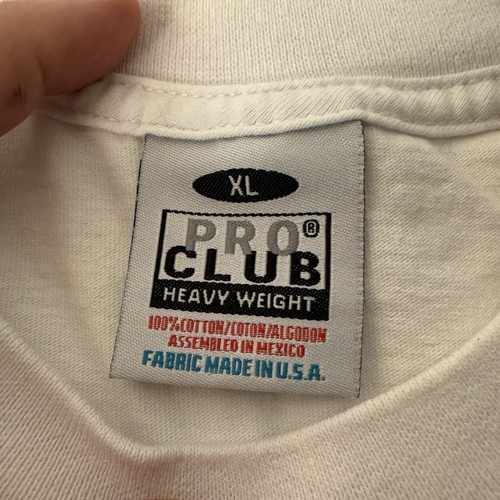 XL
PRO®
CLUB
HEAVY WEIGHT
100%COTTON/COTON/ALGODON
ASSEMBLED IN MEXICO
FABRIC MADE IN U.S.A.